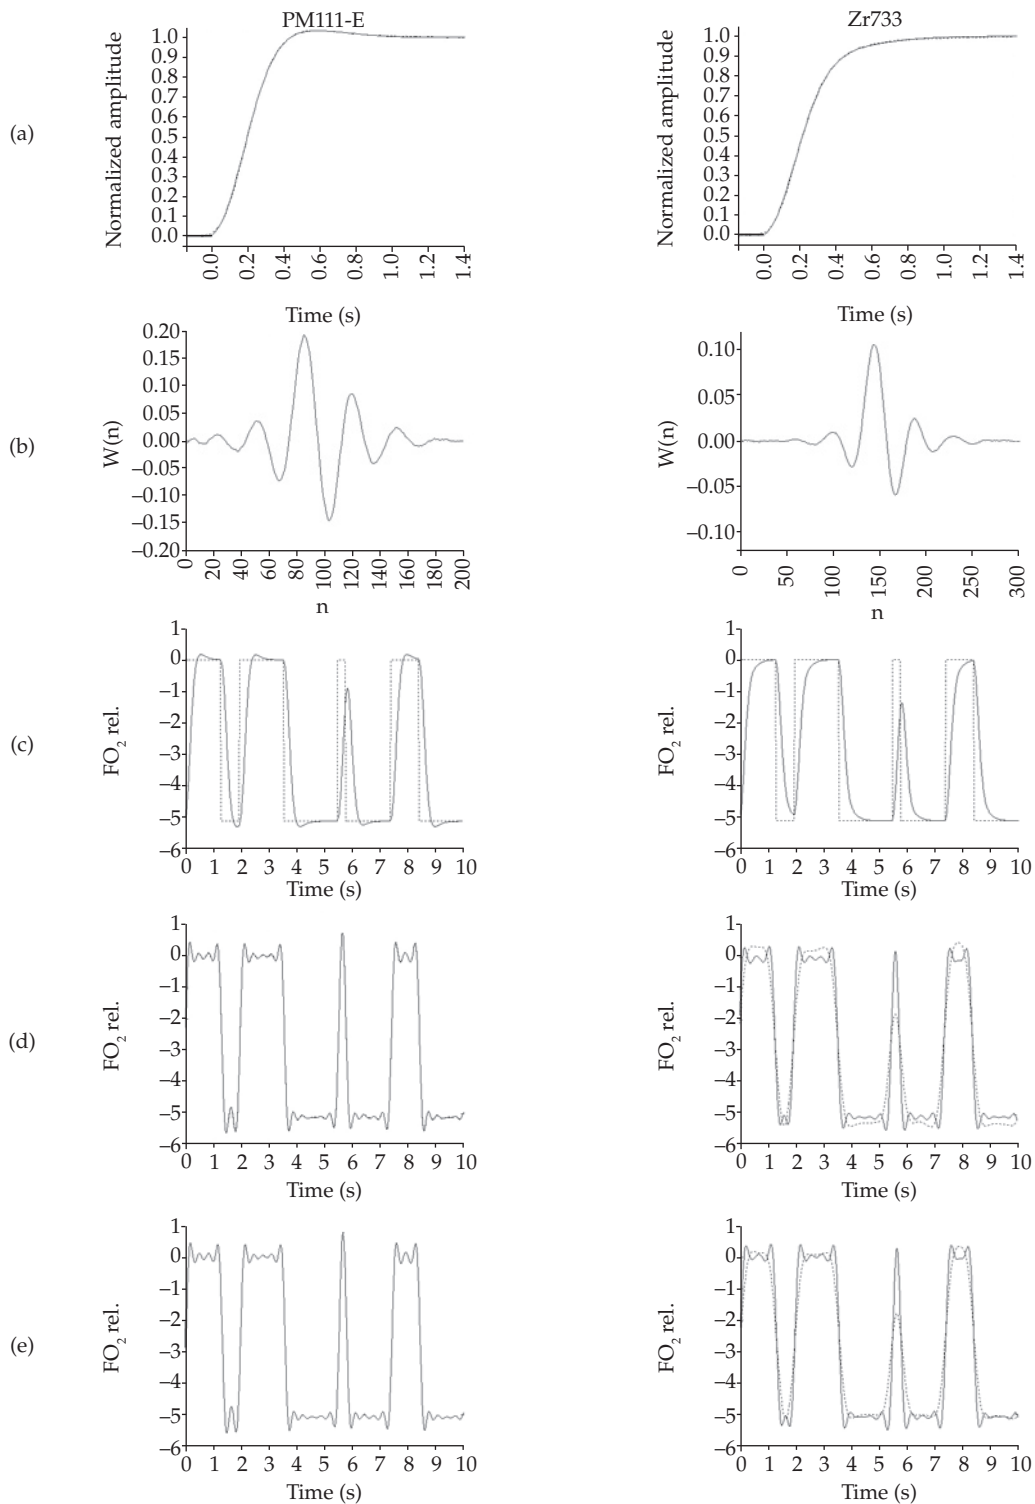 PM111-E
Zr733
(a)
Normalized amplitude
1.0
0.9
0.8
0.7
0.6
0.5
0.4
0.3
0.2
0.1
0.0
0.0 0.2 0.4 0.6 0.8 1.0 1.2 1.4
Time (s)
Normalized amplitude
1.0
0.9
0.8
0.7
0.6
0.5
0.4
0.3
0.2
0.1
0.0
0.0 0.2 0.4 0.6 0.8 1.0 1.2 1.4
Time (s)
(b)
W(n)
0.20
0.15
0.10
0.05
0.00
−0.05
−0.10
−0.15
−0.20
0 20 40 60 80 100 120 140 160 180 200
n
W(n)
0.10
0.05
0.00
−0.05
−0.10
0 50 100 150 200 250 300
n
(c)
FO2 rel.
1
0
−1
−2
−3
−4
−5
−6
0 1 2 3 4 5 6 7 8 9 10
Time (s)
FO2 rel.
1
0
−1
−2
−3
−4
−5
−6
0 1 2 3 4 5 6 7 8 9 10
Time (s)
(d)
FO2 rel.
1
0
−1
−2
−3
−4
−5
−6
0 1 2 3 4 5 6 7 8 9 10
Time (s)
FO2 rel.
1
0
−1
−2
−3
−4
−5
−6
0 1 2 3 4 5 6 7 8 9 10
Time (s)
(e)
FO2 rel.
1
0
−1
−2
−3
−4
−5
−6
0 1 2 3 4 5 6 7 8 9 10
Time (s)
FO2 rel.
1
0
−1
−2
−3
−4
−5
−6
0 1 2 3 4 5 6 7 8 9 10
Time (s)